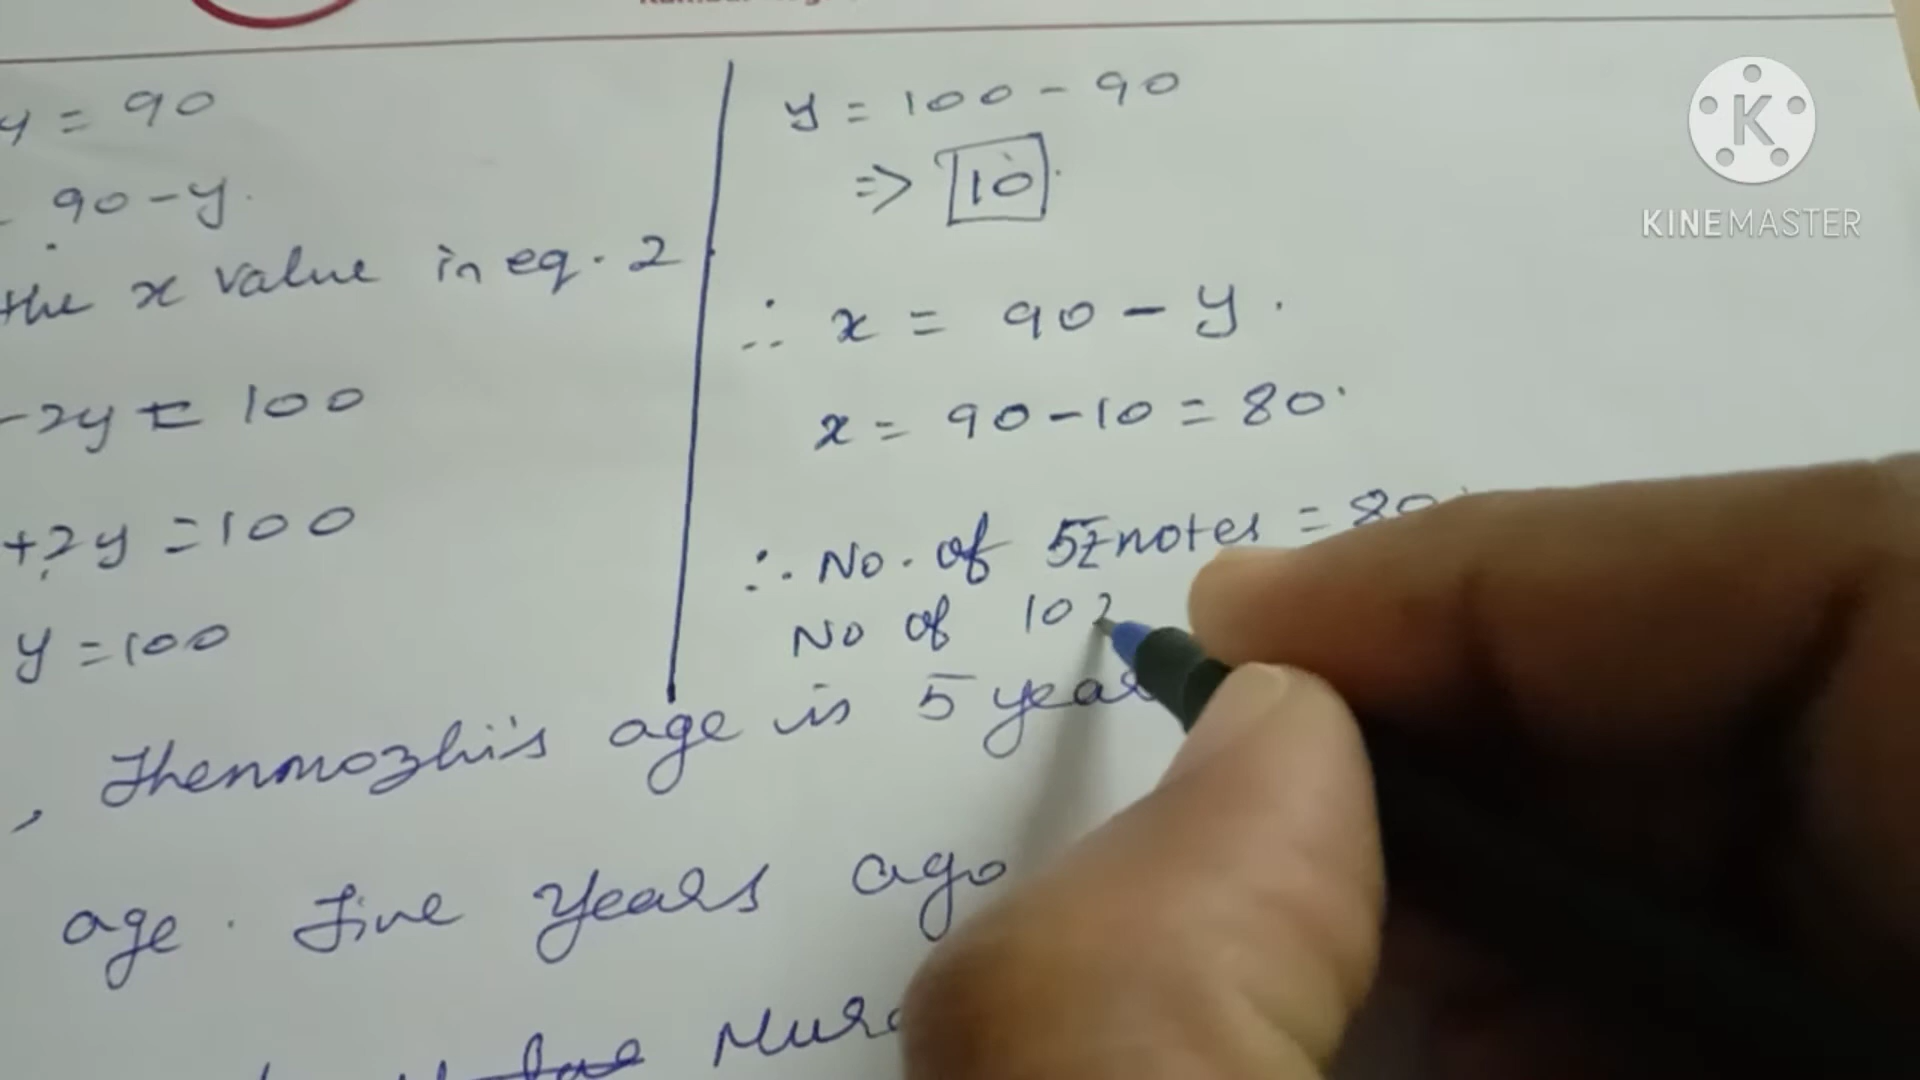 y = 90
90 - y.
the x value in eq. 2
- 2y = 100
+ 2y = 100
y = 100
y = 100 - 90
=> 10
∴ x = 90 - y.
x = 90 - 10 = 80.
∴ No. of 5₹ notes = 80
No of 10
, Thenmozhi's age is 5 year
age. Five years ago
KINEMASTER